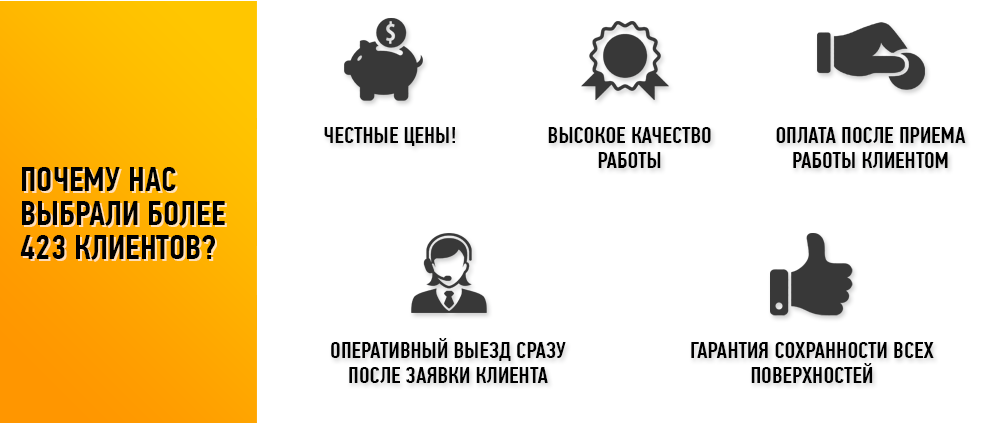 ПОЧЕМУ НАС
ВЫБРАЛИ БОЛЕЕ
423 КЛИЕНТОВ?
$
ЧЕСТНЫЕ ЦЕНЫ!
ВЫСОКОЕ КАЧЕСТВО
РАБОТЫ
ОПЛАТА ПОСЛЕ ПРИЕМА
РАБОТЫ КЛИЕНТОМ
ОПЕРАТИВНЫЙ ВЫЕЗД СРАЗУ
ПОСЛЕ ЗАЯВКИ КЛИЕНТА
ГАРАНТИЯ СОХРАННОСТИ ВСЕХ
ПОВЕРХНОСТЕЙ